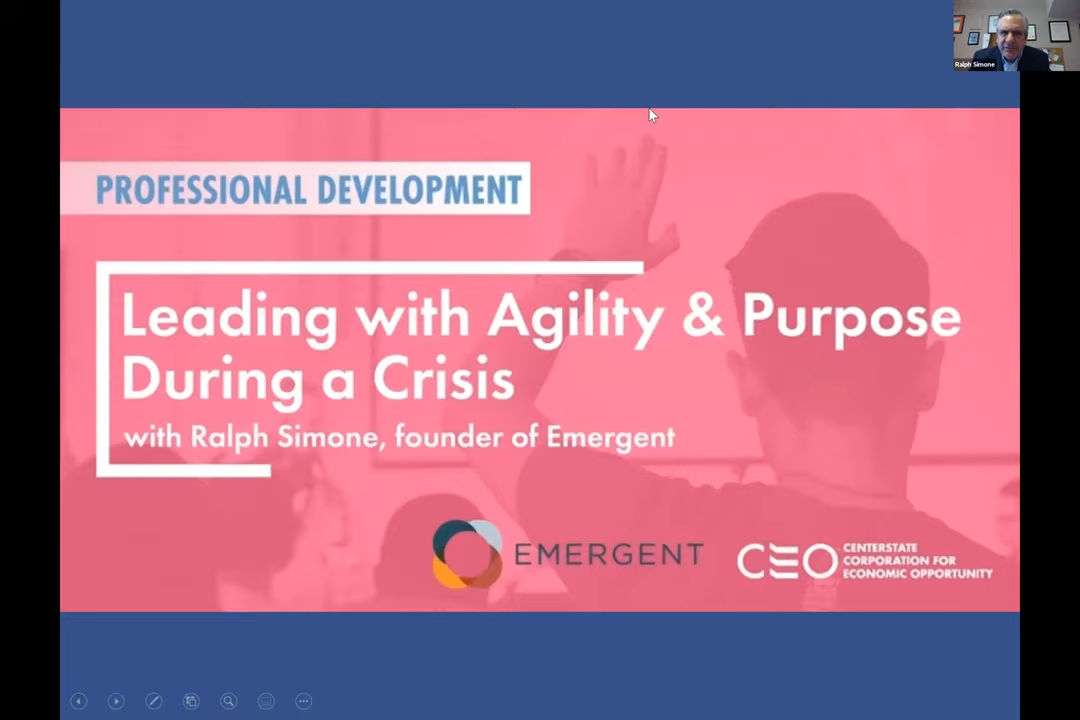 Ralph Simone
PROFESSIONAL DEVELOPMENT
Leading with Agility & Purpose
During a Crisis
with Ralph Simone, founder of Emergent
EMERGENT
CEO
CENTERSTATE
CORPORATION FOR
ECONOMIC OPPORTUNITY